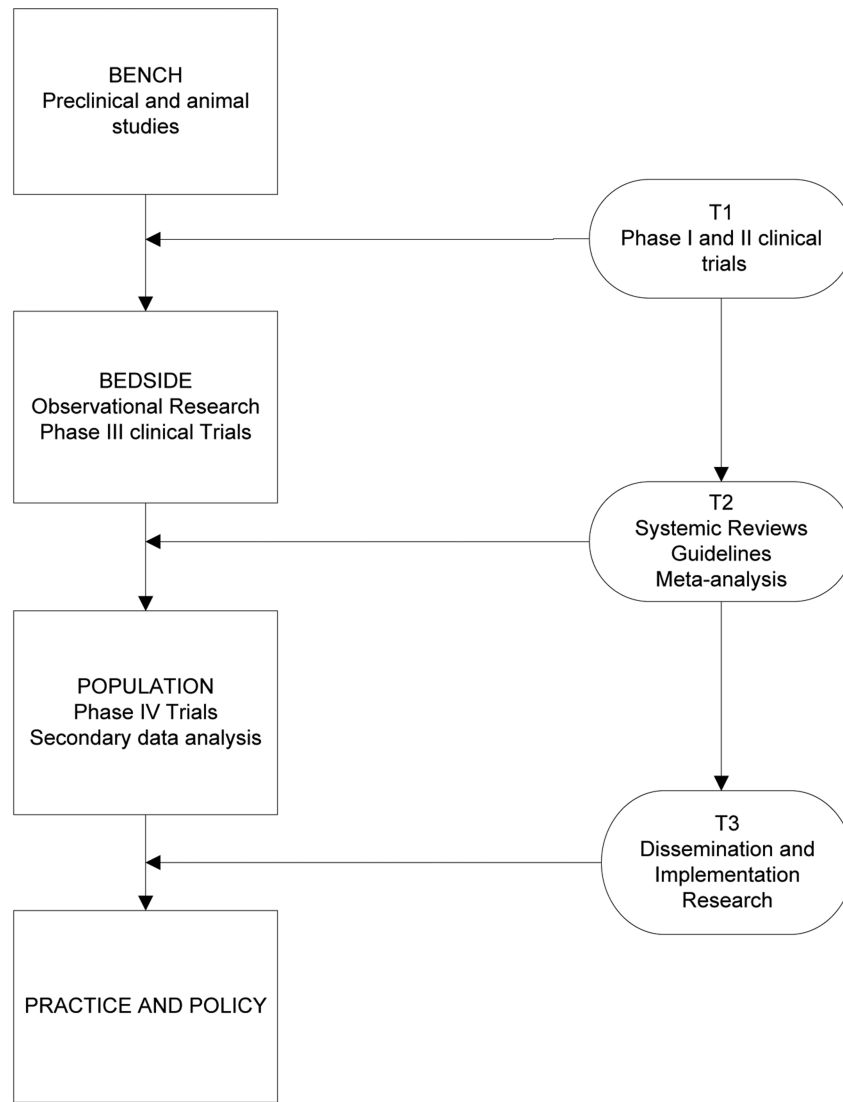 BENCH
Preclinical and animal
studies
T1
Phase I and II clinical
trials
BEDSIDE
Observational Research
Phase III clinical Trials
T2
Systemic Reviews
Guidelines
Meta-analysis
POPULATION
Phase IV Trials
Secondary data analysis
T3
Dissemination and
Implementation
Research
PRACTICE AND POLICY